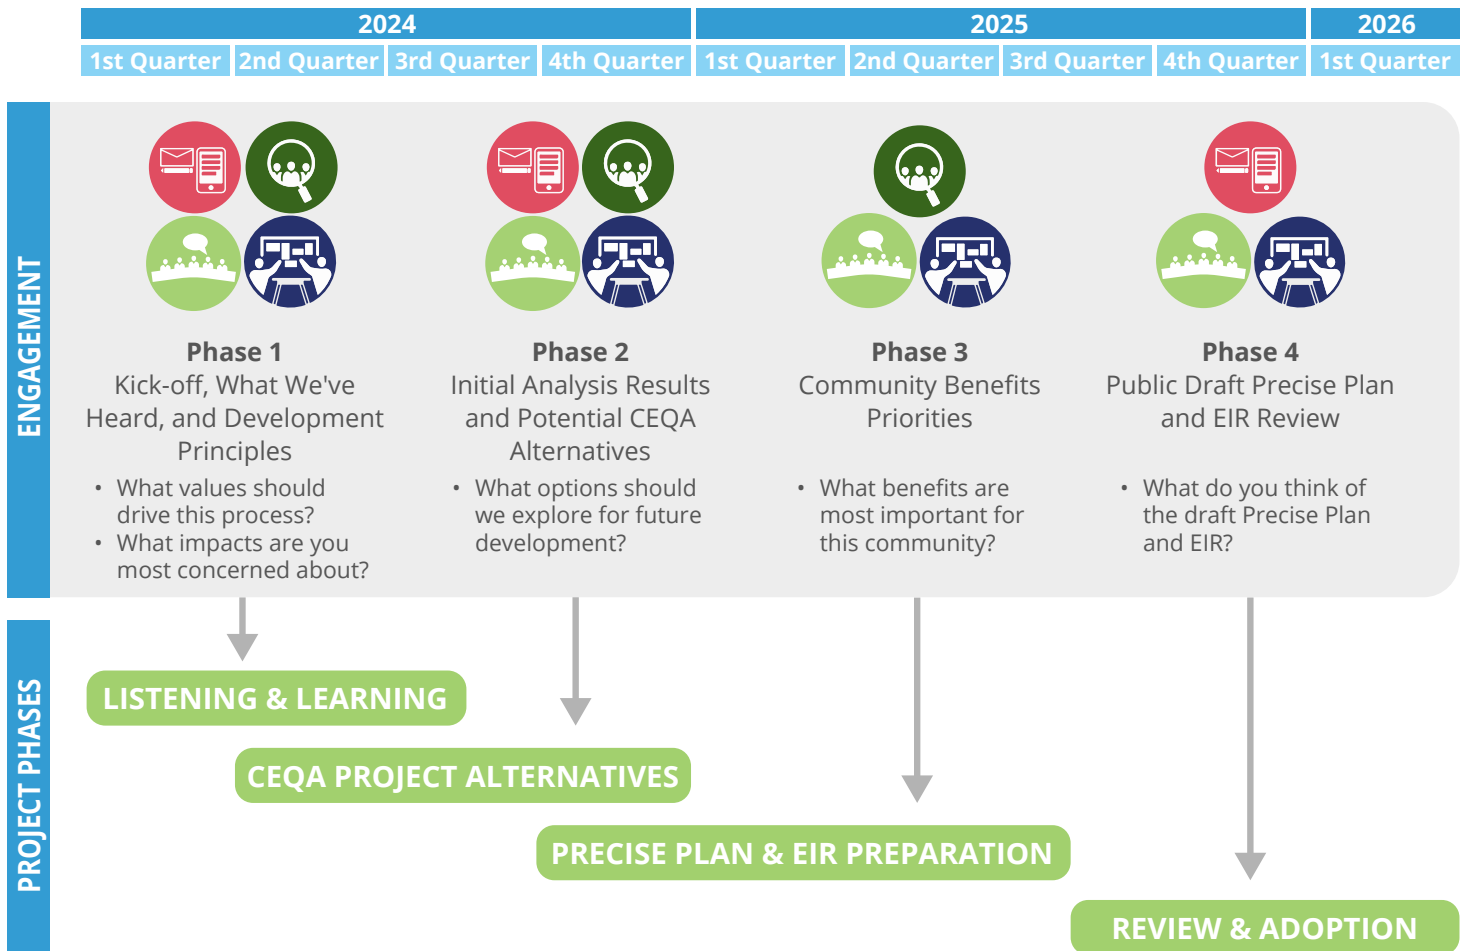 2024
2025
2026
1st Quarter
2nd Quarter
3rd Quarter
4th Quarter
1st Quarter
2nd Quarter
3rd Quarter
4th Quarter
1st Quarter
ENGAGEMENT
Phase 1
Kick-off, What We've
Heard, and Development
Principles
• What values should
drive this process?
• What impacts are you
most concerned about?
Phase 2
Initial Analysis Results
and Potential CEQA
Alternatives
• What options should
we explore for future
development?
Phase 3
Community Benefits
Priorities
• What benefits are
most important for
this community?
Phase 4
Public Draft Precise Plan
and EIR Review
• What do you think of
the draft Precise Plan
and EIR?
PROJECT PHASES
LISTENING & LEARNING
CEQA PROJECT ALTERNATIVES
PRECISE PLAN & EIR PREPARATION
REVIEW & ADOPTION